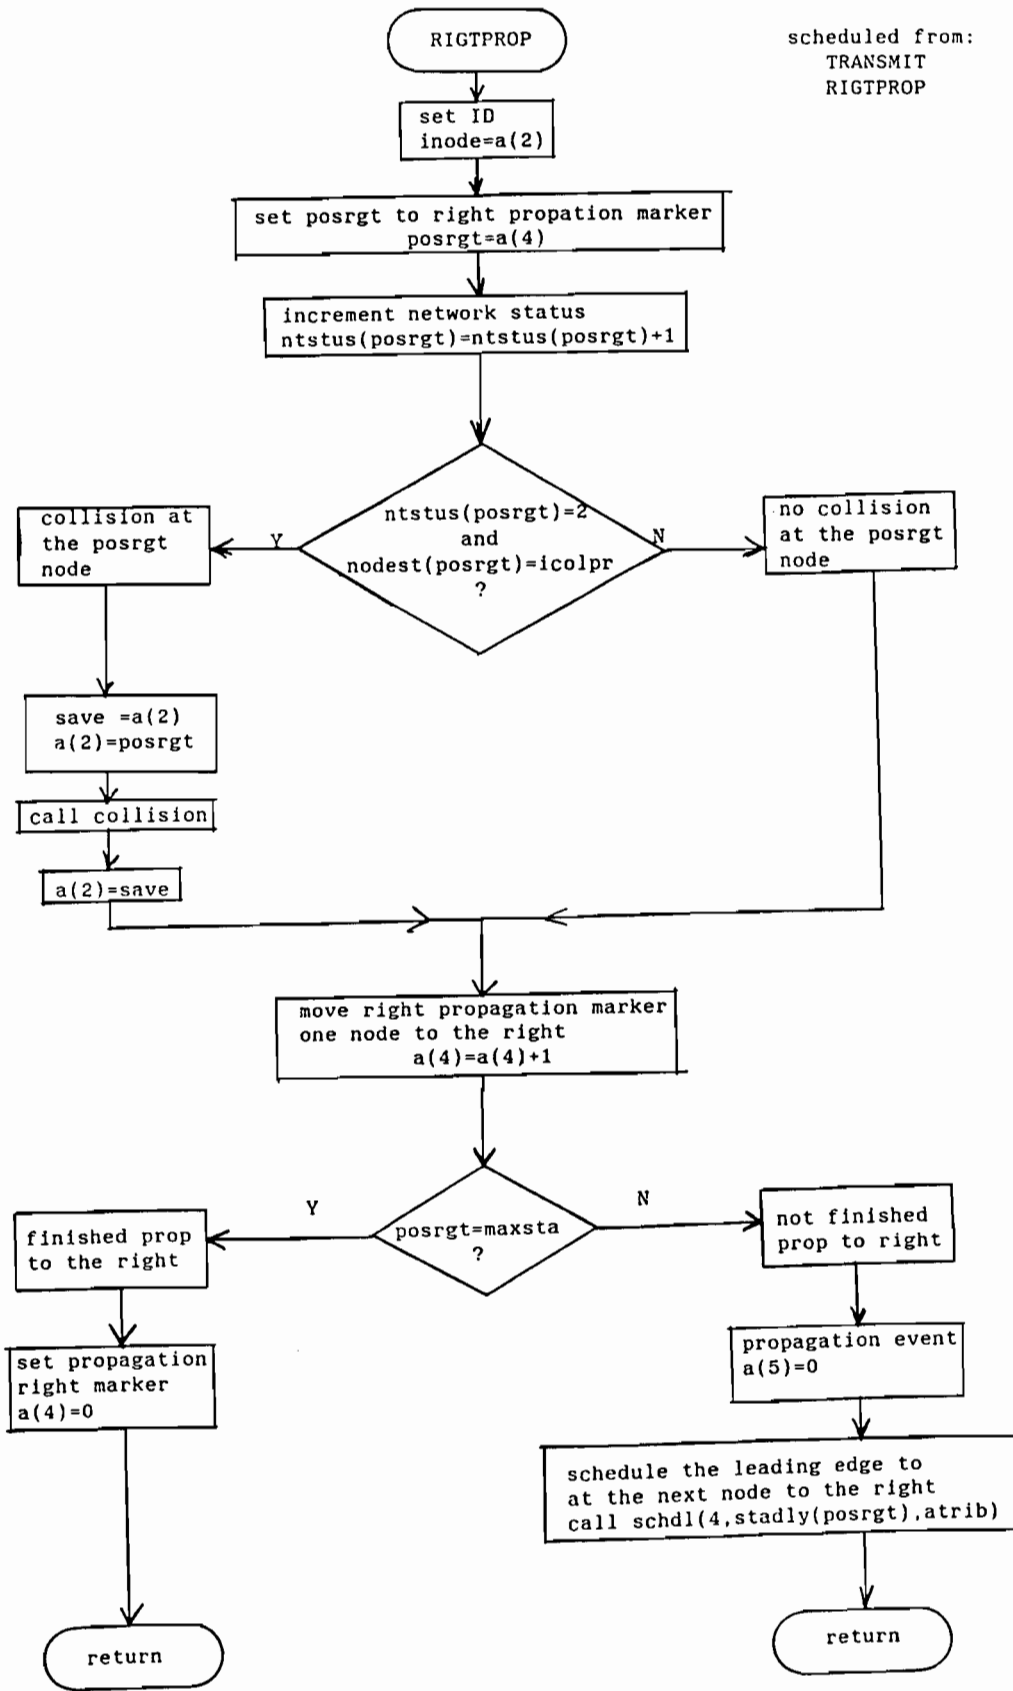 RIGTPROP
scheduled from:
TRANSMIT
RIGTPROP
set ID
inode=a(2)
set posrgt to right propation marker
posrgt=a(4)
increment network status
ntstus(posrgt)=ntstus(posrgt)+1
ntstus(posrgt)=2
and
nodest(posrgt)=icolpr
?
Y
N
collision at
the posrgt
node
no collision
at the posrgt
node
save =a(2)
a(2)=posrgt
call collision
a(2)=save
move right propagation marker
one node to the right
a(4)=a(4)+1
posrgt=maxsta
?
Y
N
finished prop
to the right
not finished
prop to right
set propagation
right marker
a(4)=0
propagation event
a(5)=0
schedule the leading edge to
at the next node to the right
call schdl(4,stadly(posrgt),atrib)
return
return